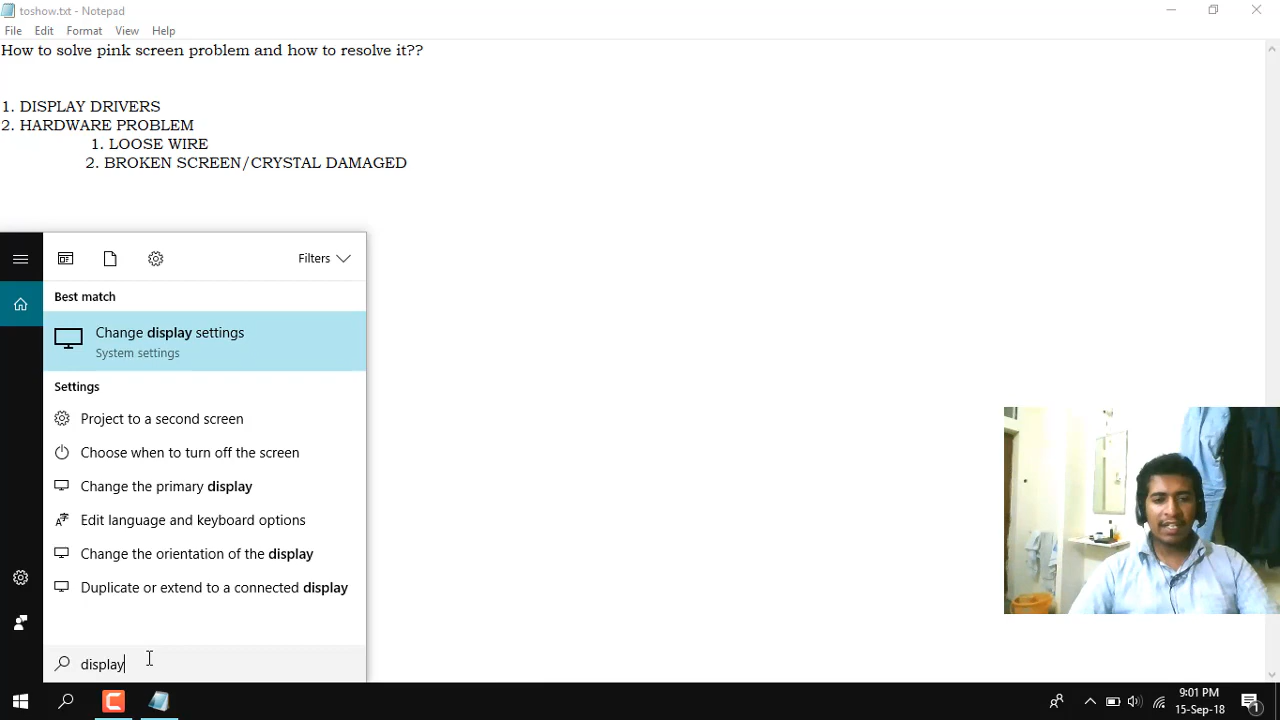 toshow.txt - Notepad
File Edit Format View Help
How to solve pink screen problem and how to resolve it??
1. DISPLAY DRIVERS
2. HARDWARE PROBLEM
1. LOOSE WIRE
2. BROKEN SCREEN/CRYSTAL DAMAGED
Filters
Best match
Change display settings
System settings
Settings
Project to a second screen
Choose when to turn off the screen
Change the primary display
Edit language and keyboard options
Change the orientation of the display
Duplicate or extend to a connected display
display
9:01 PM
15-Sep-18
1